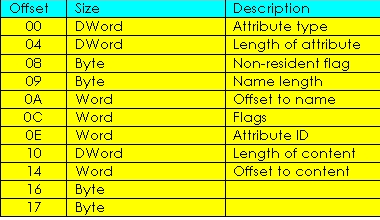 Offset Size Description
00 DWord Attribute type
04 DWord Length of attribute
08 Byte Non-resident flag
09 Byte Name length
0A Word Offset to name
0C Word Flags
0E Word Attribute ID
10 DWord Length of content
14 Word Offset to content
16 Byte
17 Byte